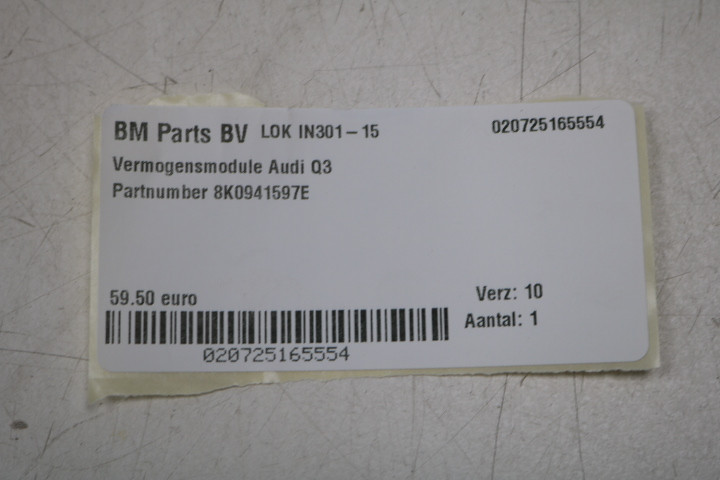 BM Parts BV LOK IN301-15 020725165554
Vermogensmodule Audi Q3
Partnumber 8K0941597E
59.50 euro Verz: 10
Aantal: 1
020725165554